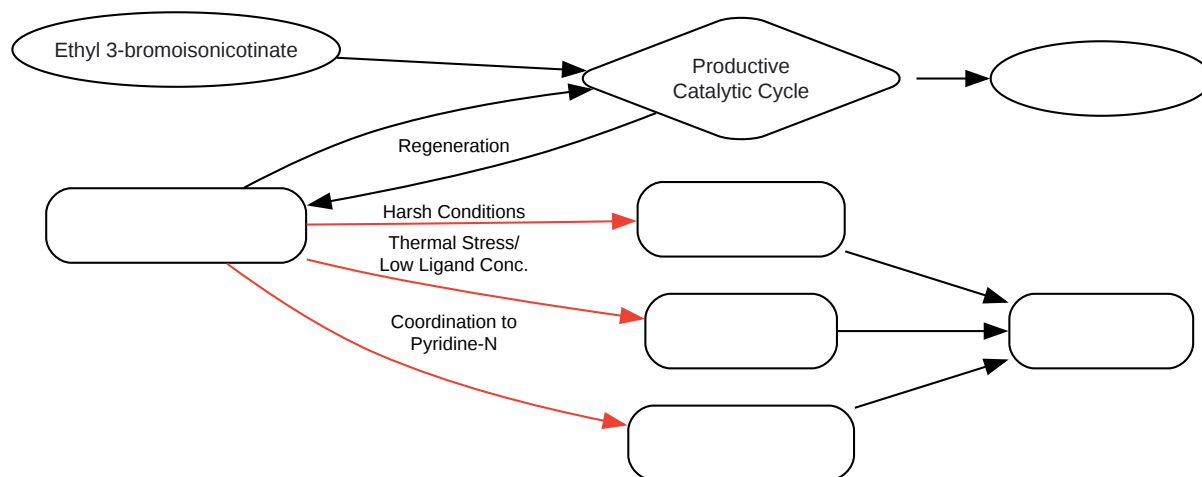 Ethyl 3-bromoisonicotinate
Productive
Catalytic Cycle
Regeneration
Harsh Conditions
Thermal Stress/
Low Ligand Conc.
Coordination to
Pyridine-N